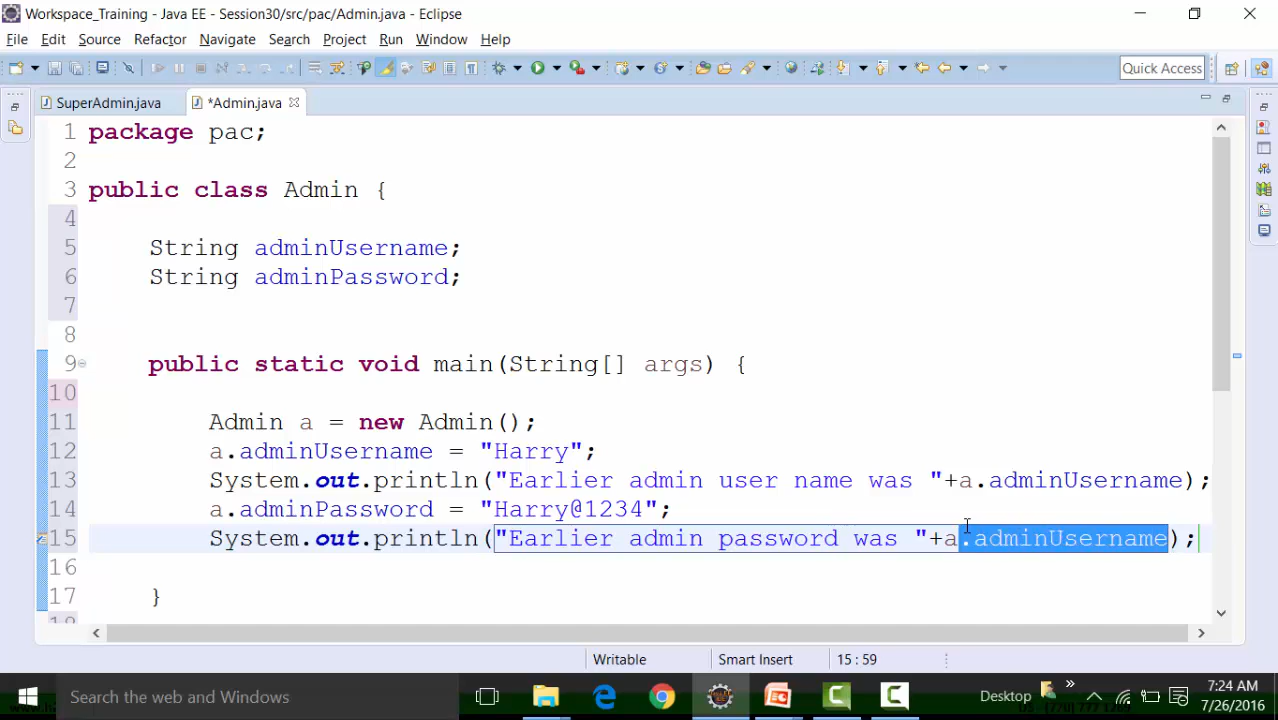 Workspace_Training - Java EE - Session30/src/pac/Admin.java - Eclipse
File Edit Source Refactor Navigate Search Project Run Window Help
Quick Access
SuperAdmin.java *Admin.java
1 package pac;
2
3 public class Admin {
4
5 String adminUsername;
6 String adminPassword;
7
8
9 public static void main(String[] args) {
10
11 Admin a = new Admin();
12 a.adminUsername = "Harry";
13 System.out.println("Earlier admin user name was "+a.adminUsername);
14 a.adminPassword = "Harry@1234";
15 System.out.println("Earlier admin password was "+a.adminUsername);
16
17 }
18
Writable Smart Insert 15 : 59
Search the web and Windows
Desktop
7:24 AM
7/26/2016